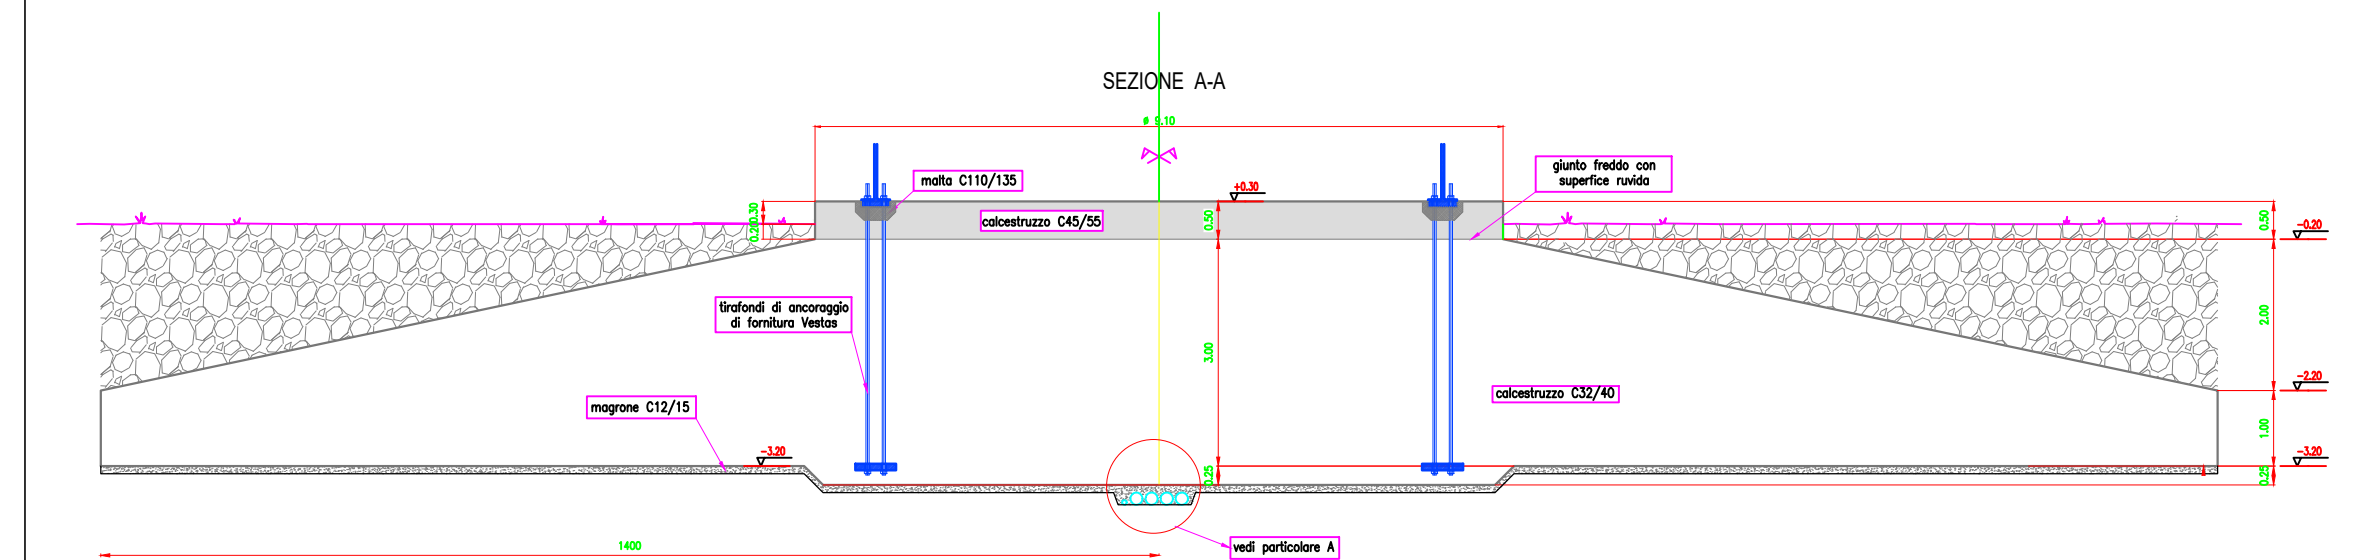 SEZIONE A-A
ø 9.10
malta C110/135
+0.30
giunto freddo con
superfice ruvida
0.30
0.20
calcestruzzo C45/55
0.50
0.50
-0.20
tirafondi di ancoraggio
di fornitura Vestas
2.00
3.00
-2.20
calcestruzzo C32/40
magrone C12/15
1.00
-3.20
-3.20
0.25
0.25
1400
vedi particolare A